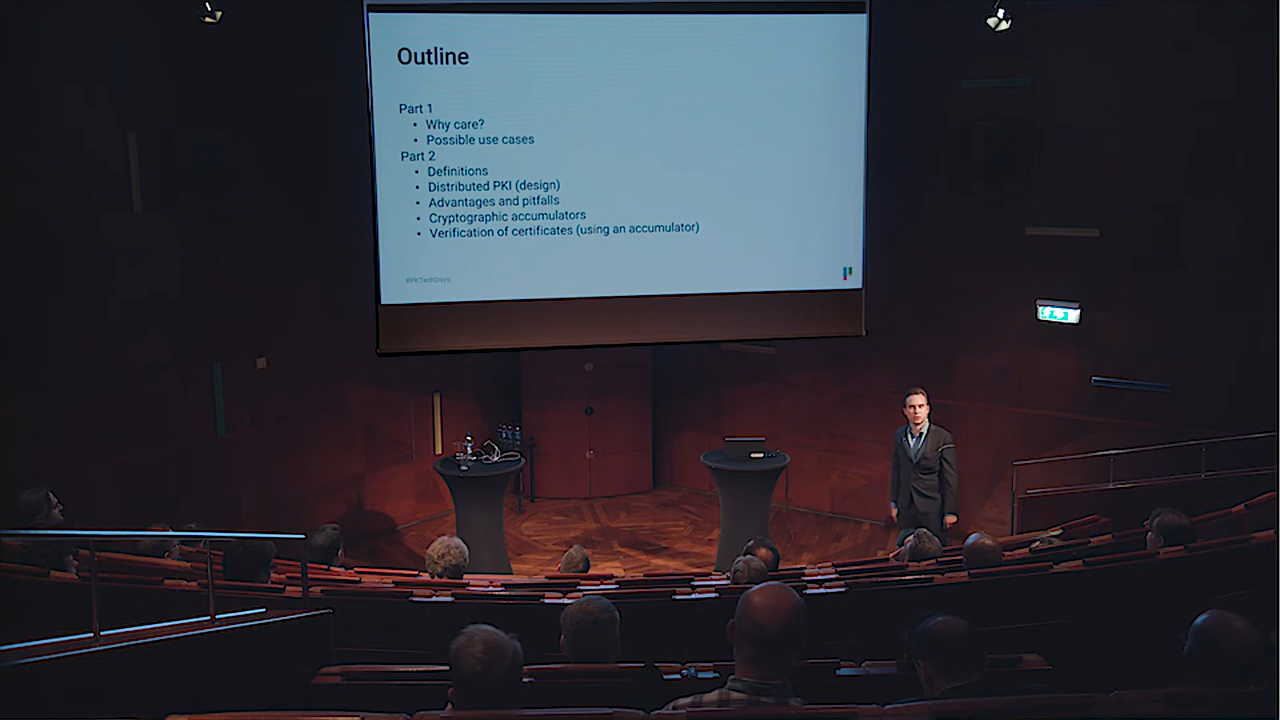 Outline
Part 1
• Why care?
• Possible use cases
Part 2
• Definitions
• Distributed PKI (design)
• Advantages and pitfalls
• Cryptographic accumulators
• Verification of certificates (using an accumulator)
#PKTechDays